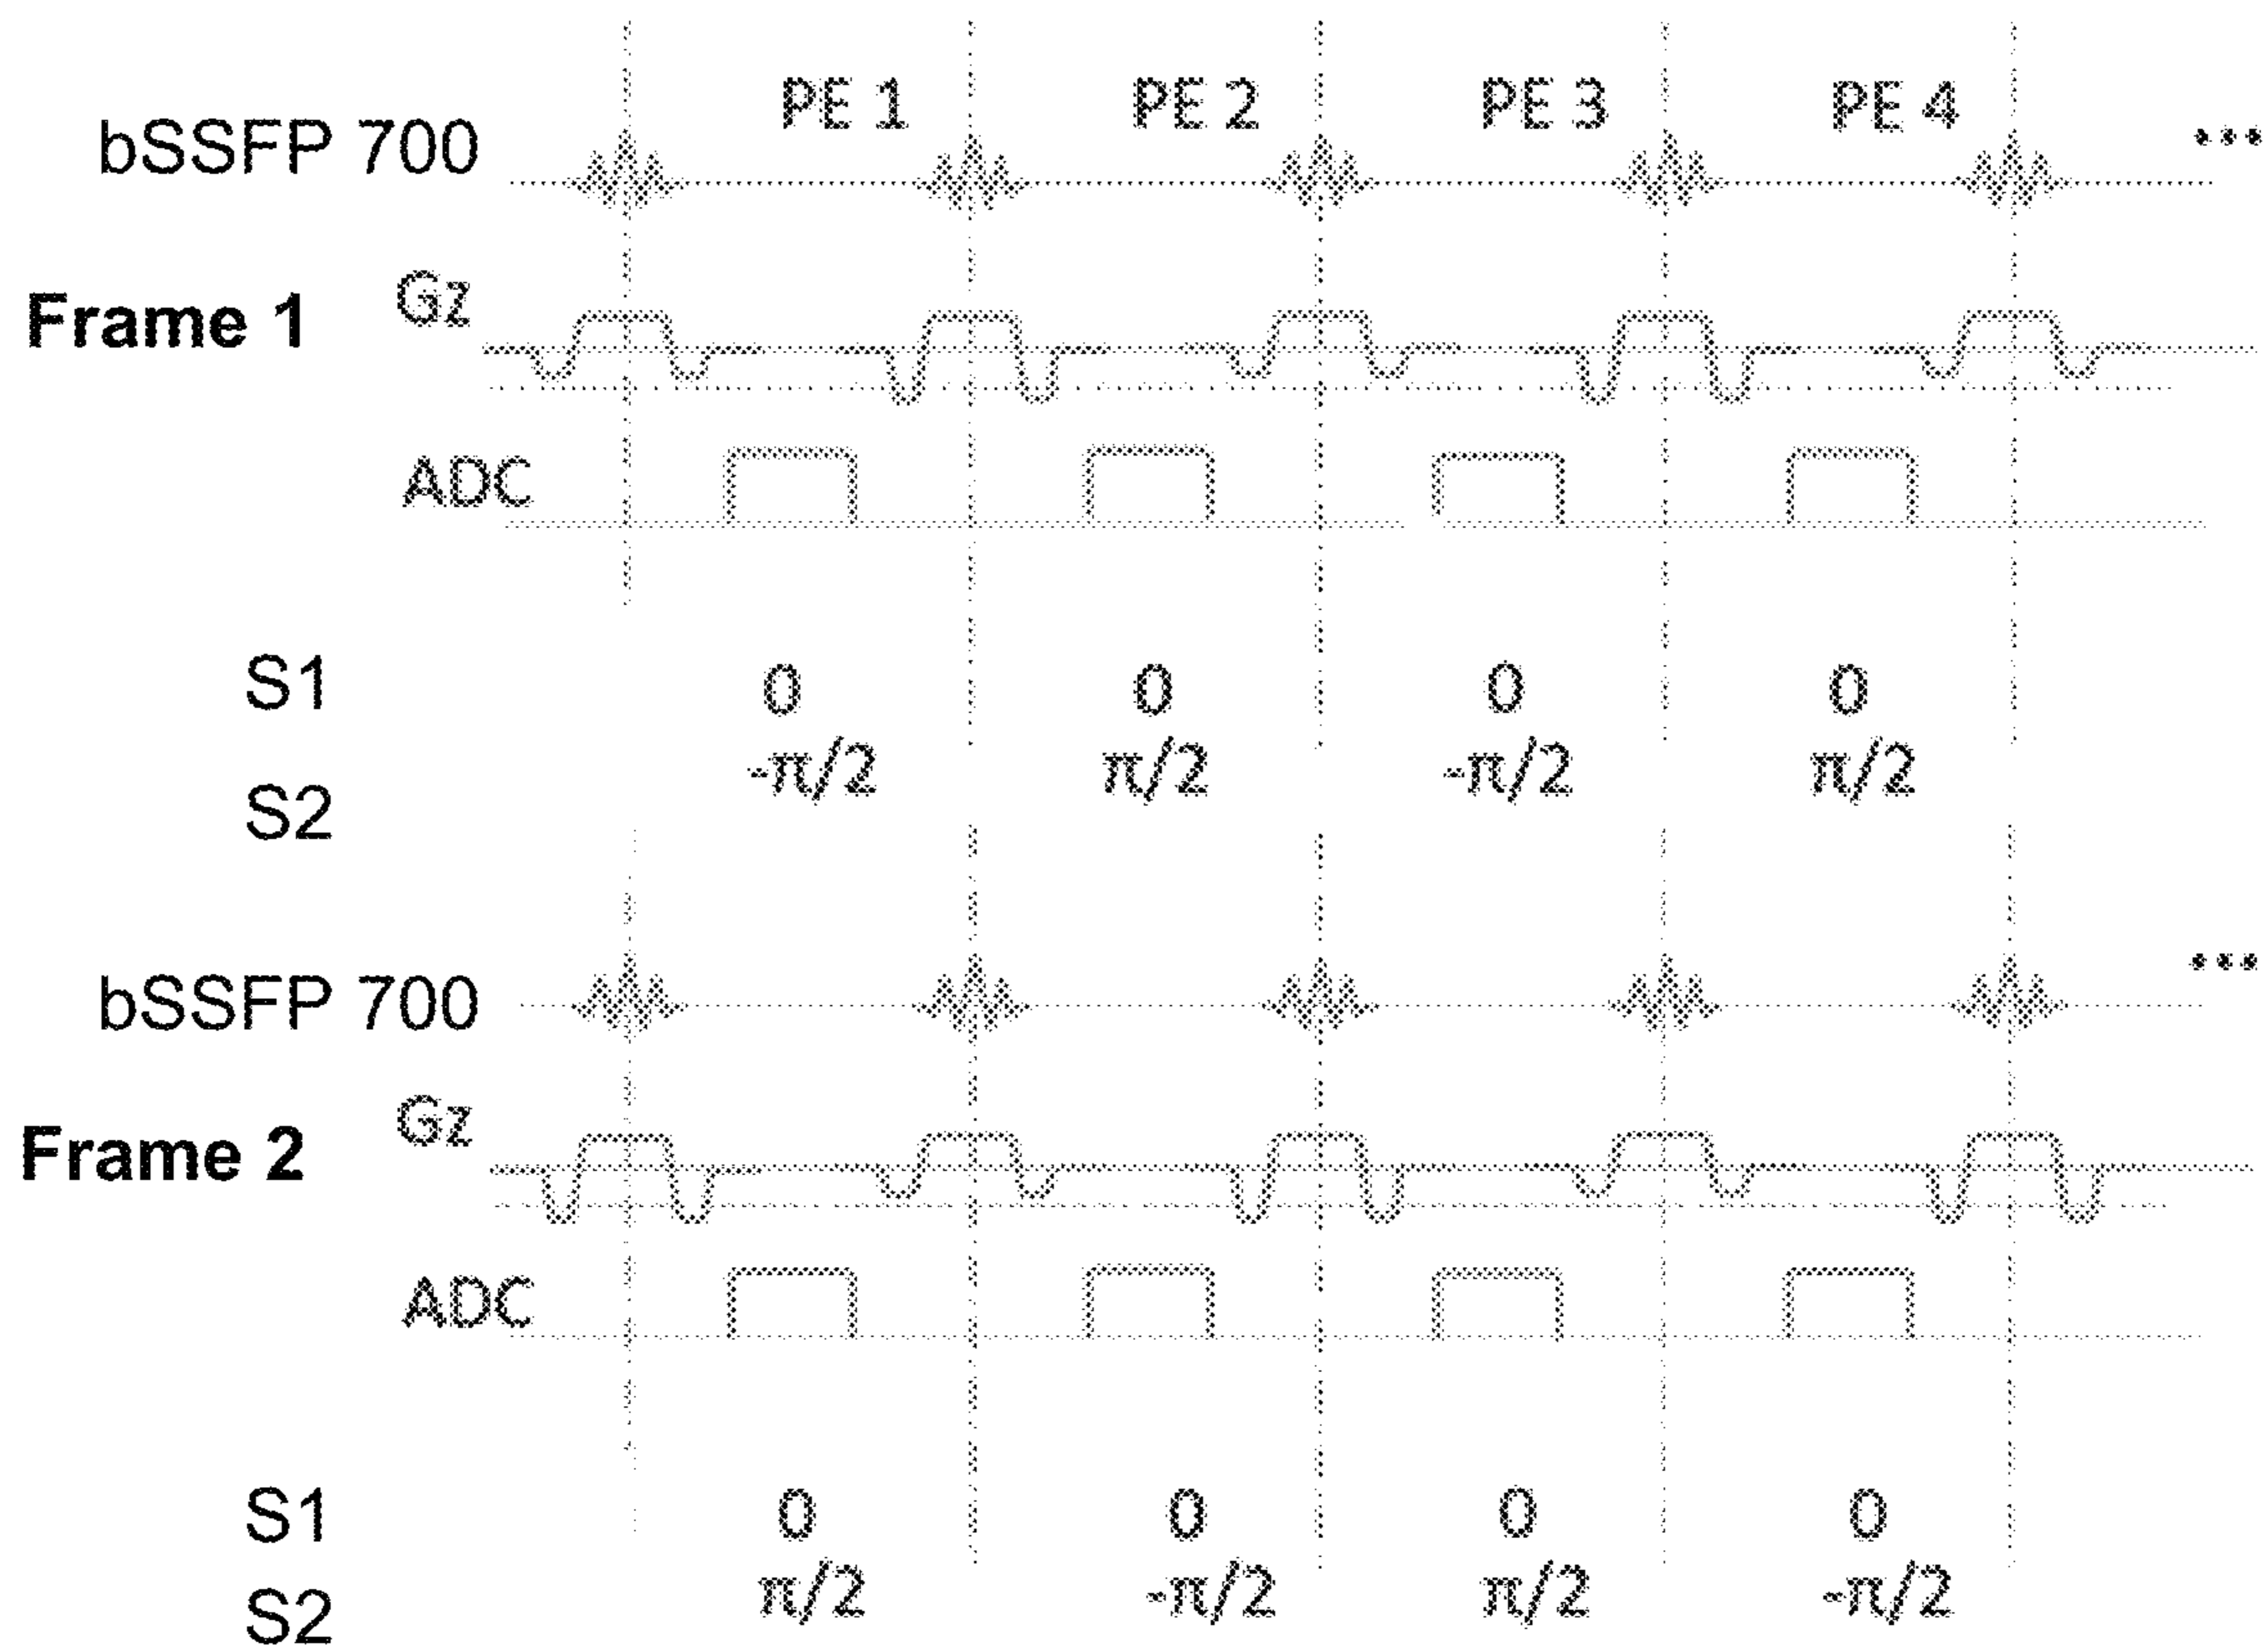 PE 1 PE 2 PE 3 PE 4
bSSFP 700 ...
Gz
Frame 1
ADC
S1 0 0 0 0
-π/2 π/2 -π/2 π/2
S2
bSSFP 700 ...
Gz
Frame 2
ADC
S1 0 0 0 0
π/2 -π/2 π/2 -π/2
S2